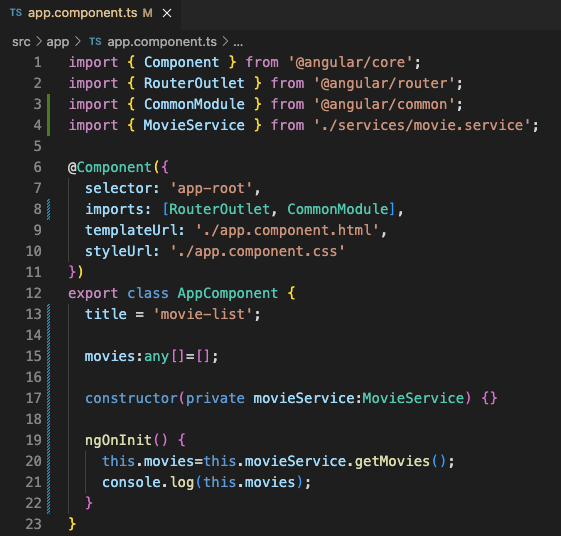 TS app.component.ts M ×
src > app > TS app.component.ts > ...
1 import { Component } from '@angular/core';
2 import { RouterOutlet } from '@angular/router';
3 import { CommonModule } from '@angular/common';
4 import { MovieService } from './services/movie.service';
5
6 @Component({
7   selector: 'app-root',
8   imports: [RouterOutlet, CommonModule],
9   templateUrl: './app.component.html',
10   styleUrl: './app.component.css'
11 })
12 export class AppComponent {
13   title = 'movie-list';
14
15   movies:any[]=[];
16
17   constructor(private movieService:MovieService) {}
18
19   ngOnInit() {
20     this.movies=this.movieService.getMovies();
21     console.log(this.movies);
22   }
23 }